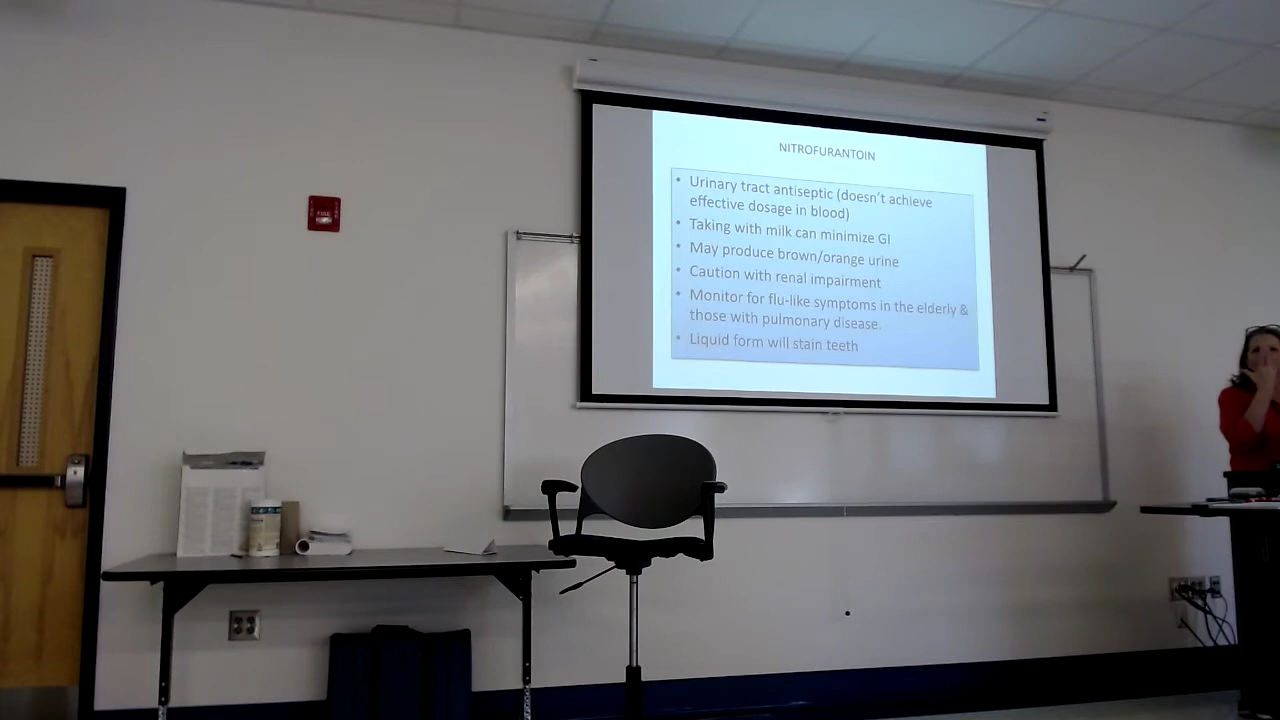 FIRE
NITROFURANTOIN
• Urinary tract antiseptic (doesn't achieve
effective dosage in blood)
• Taking with milk can minimize GI
• May produce brown/orange urine
• Caution with renal impairment
• Monitor for flu-like symptoms in the elderly &
those with pulmonary disease.
• Liquid form will stain teeth